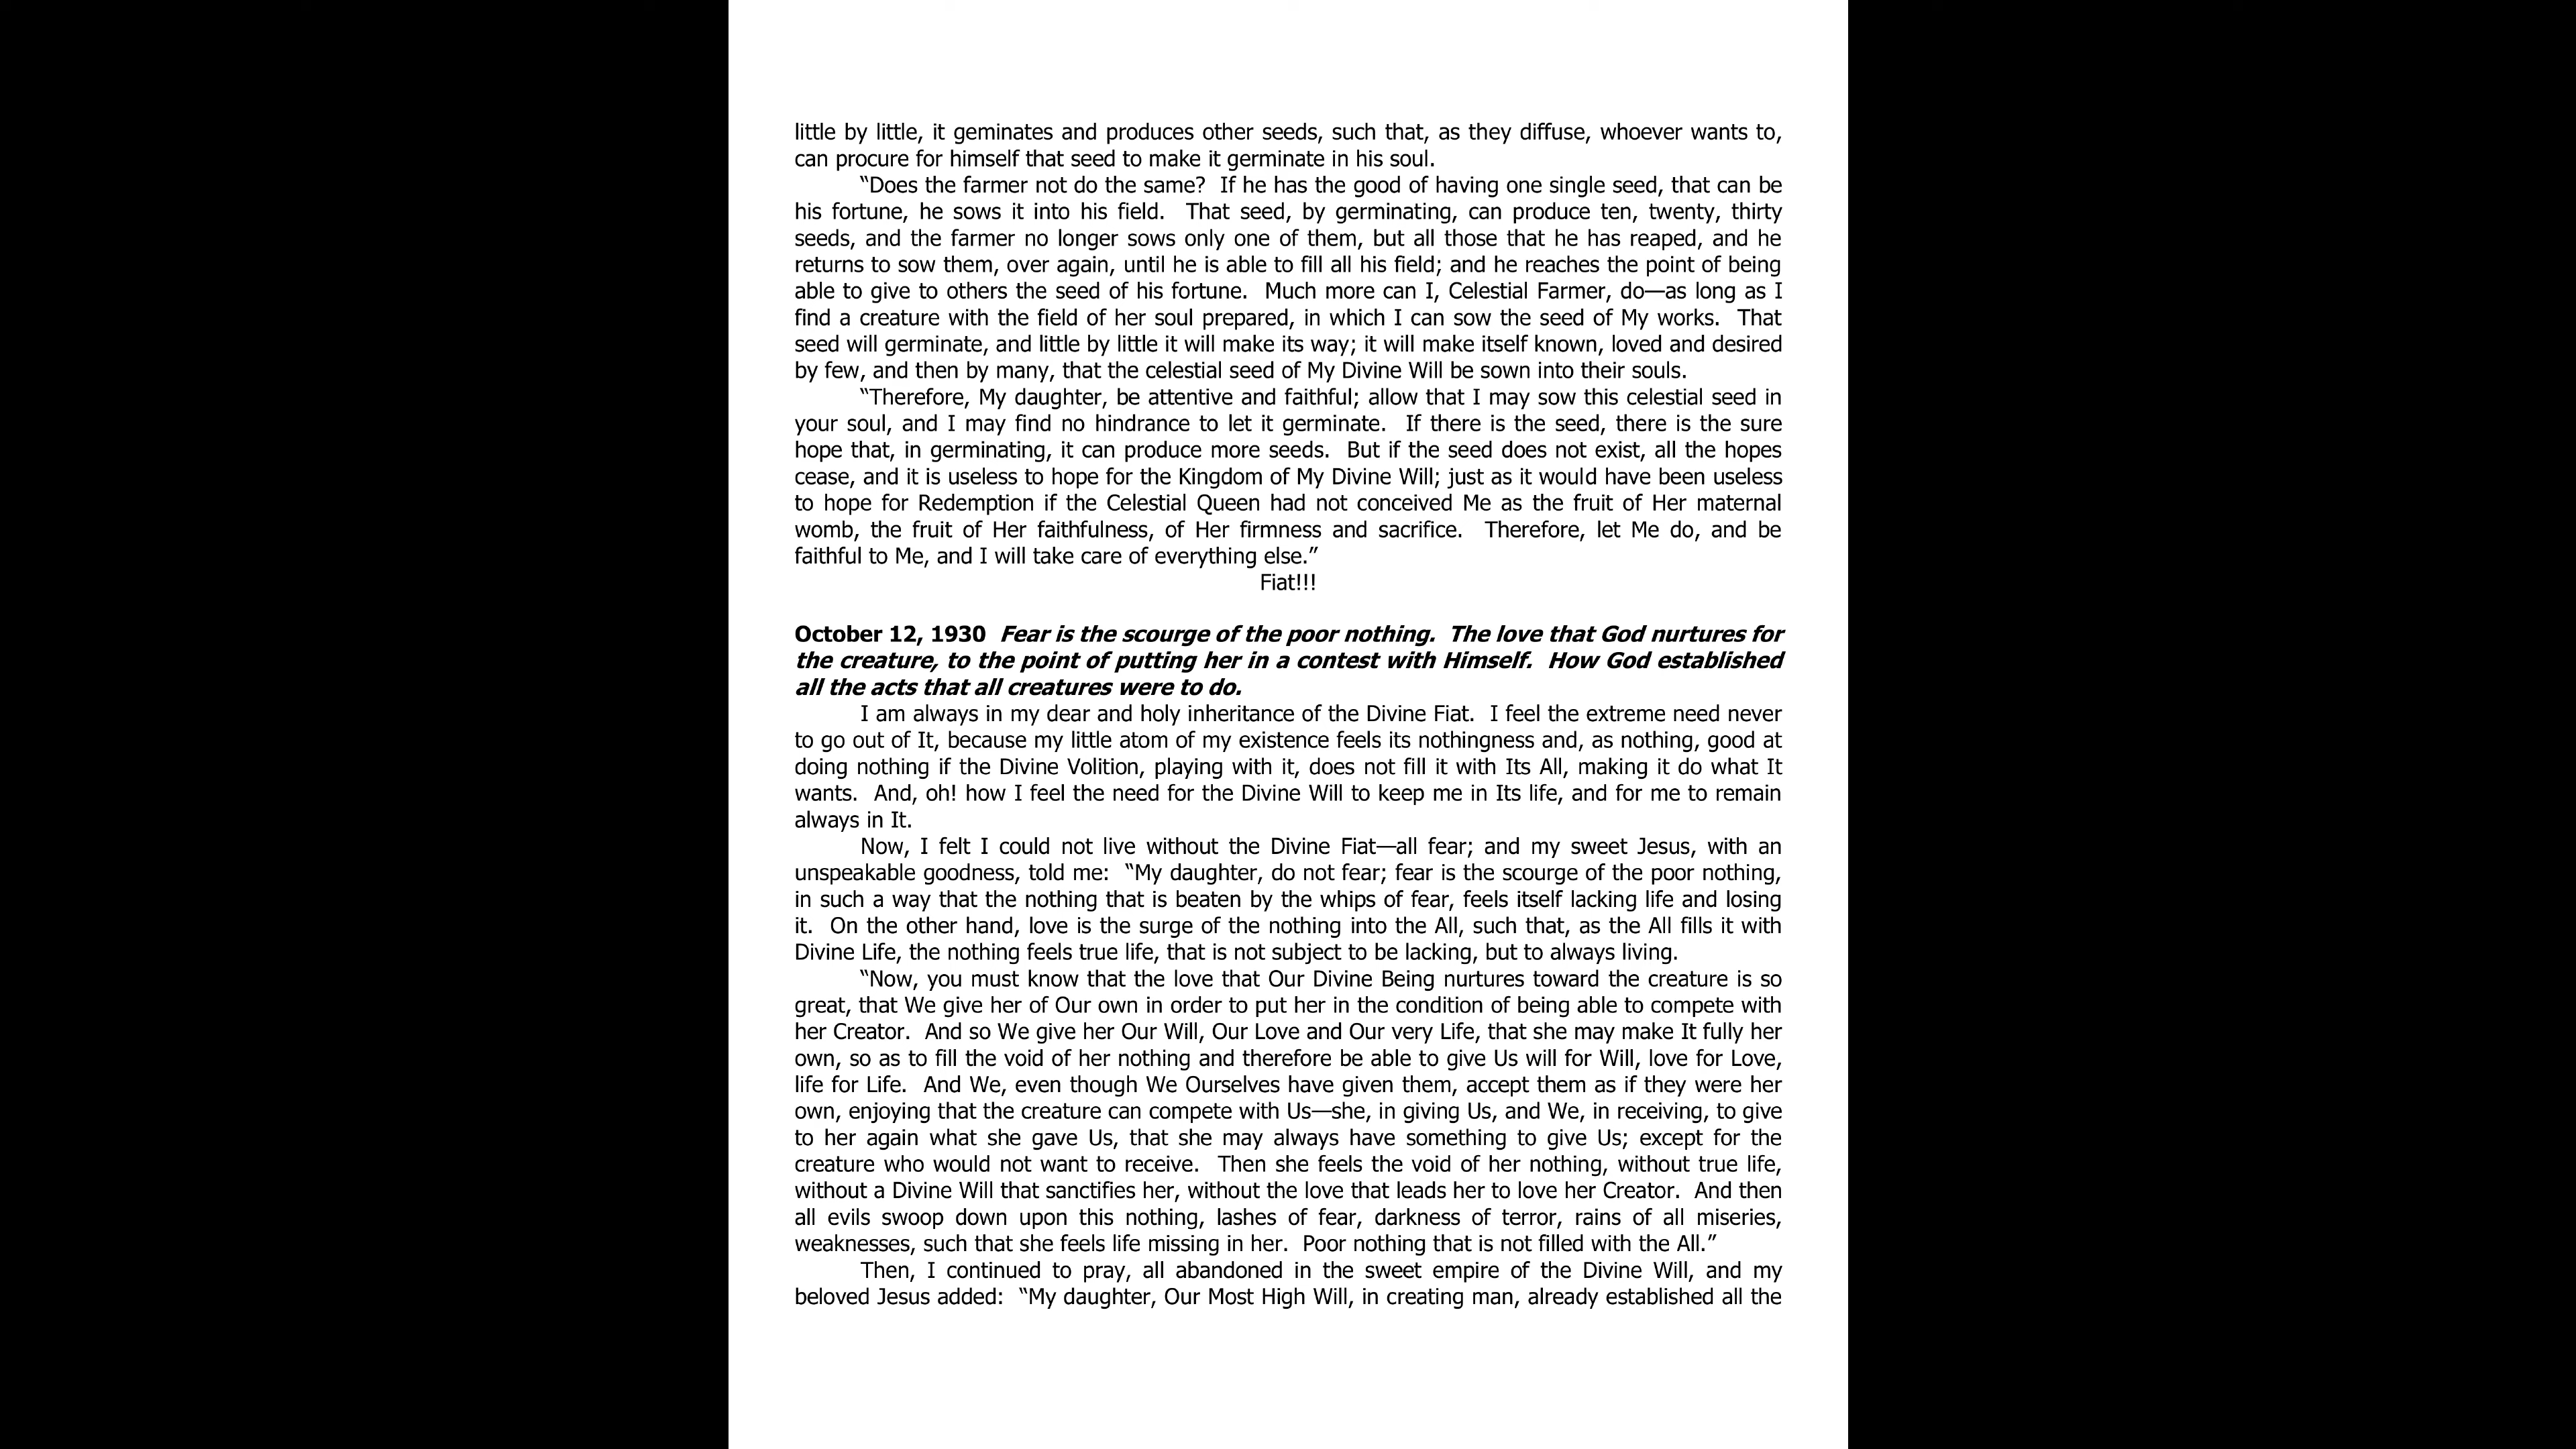 little by little, it geminates and produces other seeds, such that, as they diffuse, whoever wants to,
can procure for himself that seed to make it germinate in his soul.
“Does the farmer not do the same?  If he has the good of having one single seed, that can be
his fortune, he sows it into his field.  That seed, by germinating, can produce ten, twenty, thirty
seeds, and the farmer no longer sows only one of them, but all those that he has reaped, and he
returns to sow them, over again, until he is able to fill all his field; and he reaches the point of being
able to give to others the seed of his fortune.  Much more can I, Celestial Farmer, do—as long as I
find a creature with the field of her soul prepared, in which I can sow the seed of My works.  That
seed will germinate, and little by little it will make its way; it will make itself known, loved and desired
by few, and then by many, that the celestial seed of My Divine Will be sown into their souls.
“Therefore, My daughter, be attentive and faithful; allow that I may sow this celestial seed in
your soul, and I may find no hindrance to let it germinate.  If there is the seed, there is the sure
hope that, in germinating, it can produce more seeds.  But if the seed does not exist, all the hopes
cease, and it is useless to hope for the Kingdom of My Divine Will; just as it would have been useless
to hope for Redemption if the Celestial Queen had not conceived Me as the fruit of Her maternal
womb, the fruit of Her faithfulness, of Her firmness and sacrifice.  Therefore, let Me do, and be
faithful to Me, and I will take care of everything else.”
Fiat!!!
October 12, 1930  Fear is the scourge of the poor nothing.  The love that God nurtures for
the creature, to the point of putting her in a contest with Himself.  How God established
all the acts that all creatures were to do.
I am always in my dear and holy inheritance of the Divine Fiat.  I feel the extreme need never
to go out of It, because my little atom of my existence feels its nothingness and, as nothing, good at
doing nothing if the Divine Volition, playing with it, does not fill it with Its All, making it do what It
wants.  And, oh! how I feel the need for the Divine Will to keep me in Its life, and for me to remain
always in It.
Now, I felt I could not live without the Divine Fiat—all fear; and my sweet Jesus, with an
unspeakable goodness, told me:  “My daughter, do not fear; fear is the scourge of the poor nothing,
in such a way that the nothing that is beaten by the whips of fear, feels itself lacking life and losing
it.  On the other hand, love is the surge of the nothing into the All, such that, as the All fills it with
Divine Life, the nothing feels true life, that is not subject to be lacking, but to always living.
“Now, you must know that the love that Our Divine Being nurtures toward the creature is so
great, that We give her of Our own in order to put her in the condition of being able to compete with
her Creator.  And so We give her Our Will, Our Love and Our very Life, that she may make It fully her
own, so as to fill the void of her nothing and therefore be able to give Us will for Will, love for Love,
life for Life.  And We, even though We Ourselves have given them, accept them as if they were her
own, enjoying that the creature can compete with Us—she, in giving Us, and We, in receiving, to give
to her again what she gave Us, that she may always have something to give Us; except for the
creature who would not want to receive.  Then she feels the void of her nothing, without true life,
without a Divine Will that sanctifies her, without the love that leads her to love her Creator.  And then
all evils swoop down upon this nothing, lashes of fear, darkness of terror, rains of all miseries,
weaknesses, such that she feels life missing in her.  Poor nothing that is not filled with the All.”
Then, I continued to pray, all abandoned in the sweet empire of the Divine Will, and my
beloved Jesus added:  “My daughter, Our Most High Will, in creating man, already established all the